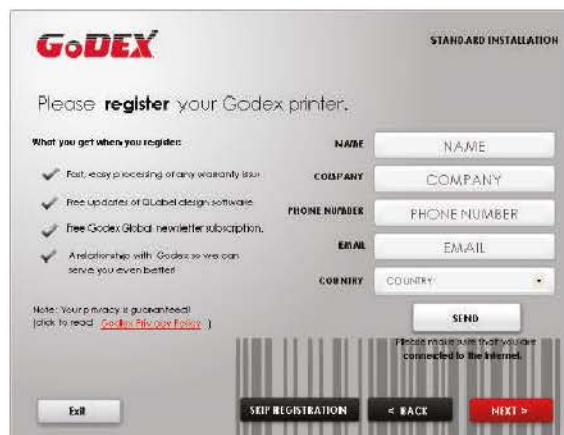 GoDEX
STANDARD INSTALLATION
Please register your Godex printer.
What you get when you register:
Fast, easy processing of any warranty issue
Free updates of QLabel design software
Free Godex Global newsletter subscription.
A relationship with Godex so we can
serve you even better!
Note: Your privacy is guaranteed!
(click to read Godex Privacy Policy )
NAME
NAME
COMPANY
COMPANY
PHONE NUMBER
PHONE NUMBER
EMAIL
EMAIL
COUNTRY
COUNTRY
SEND
Please make sure that you are
connected to the Internet.
Exit
SKIP REGISTRATION
< BACK
NEXT >